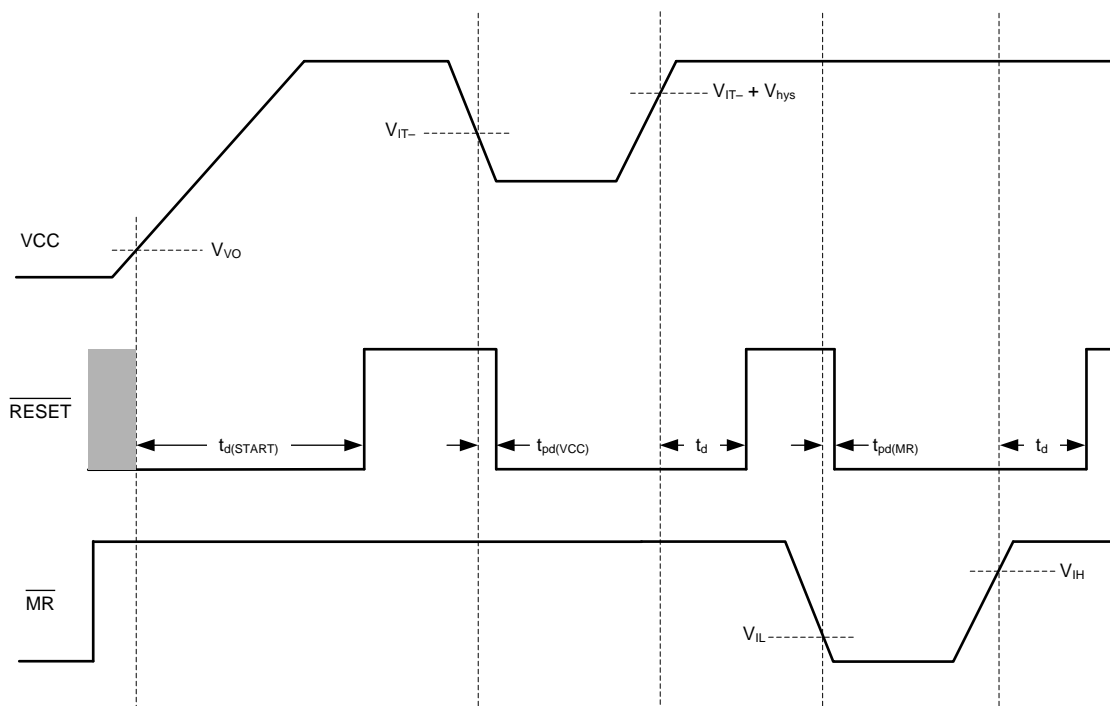 V_IT– + V_hys
V_IT–
VCC
V_VO
RESET
t_d(START)
t_pd(VCC)
t_d
t_pd(MR)
t_d
MR
V_IH
V_IL